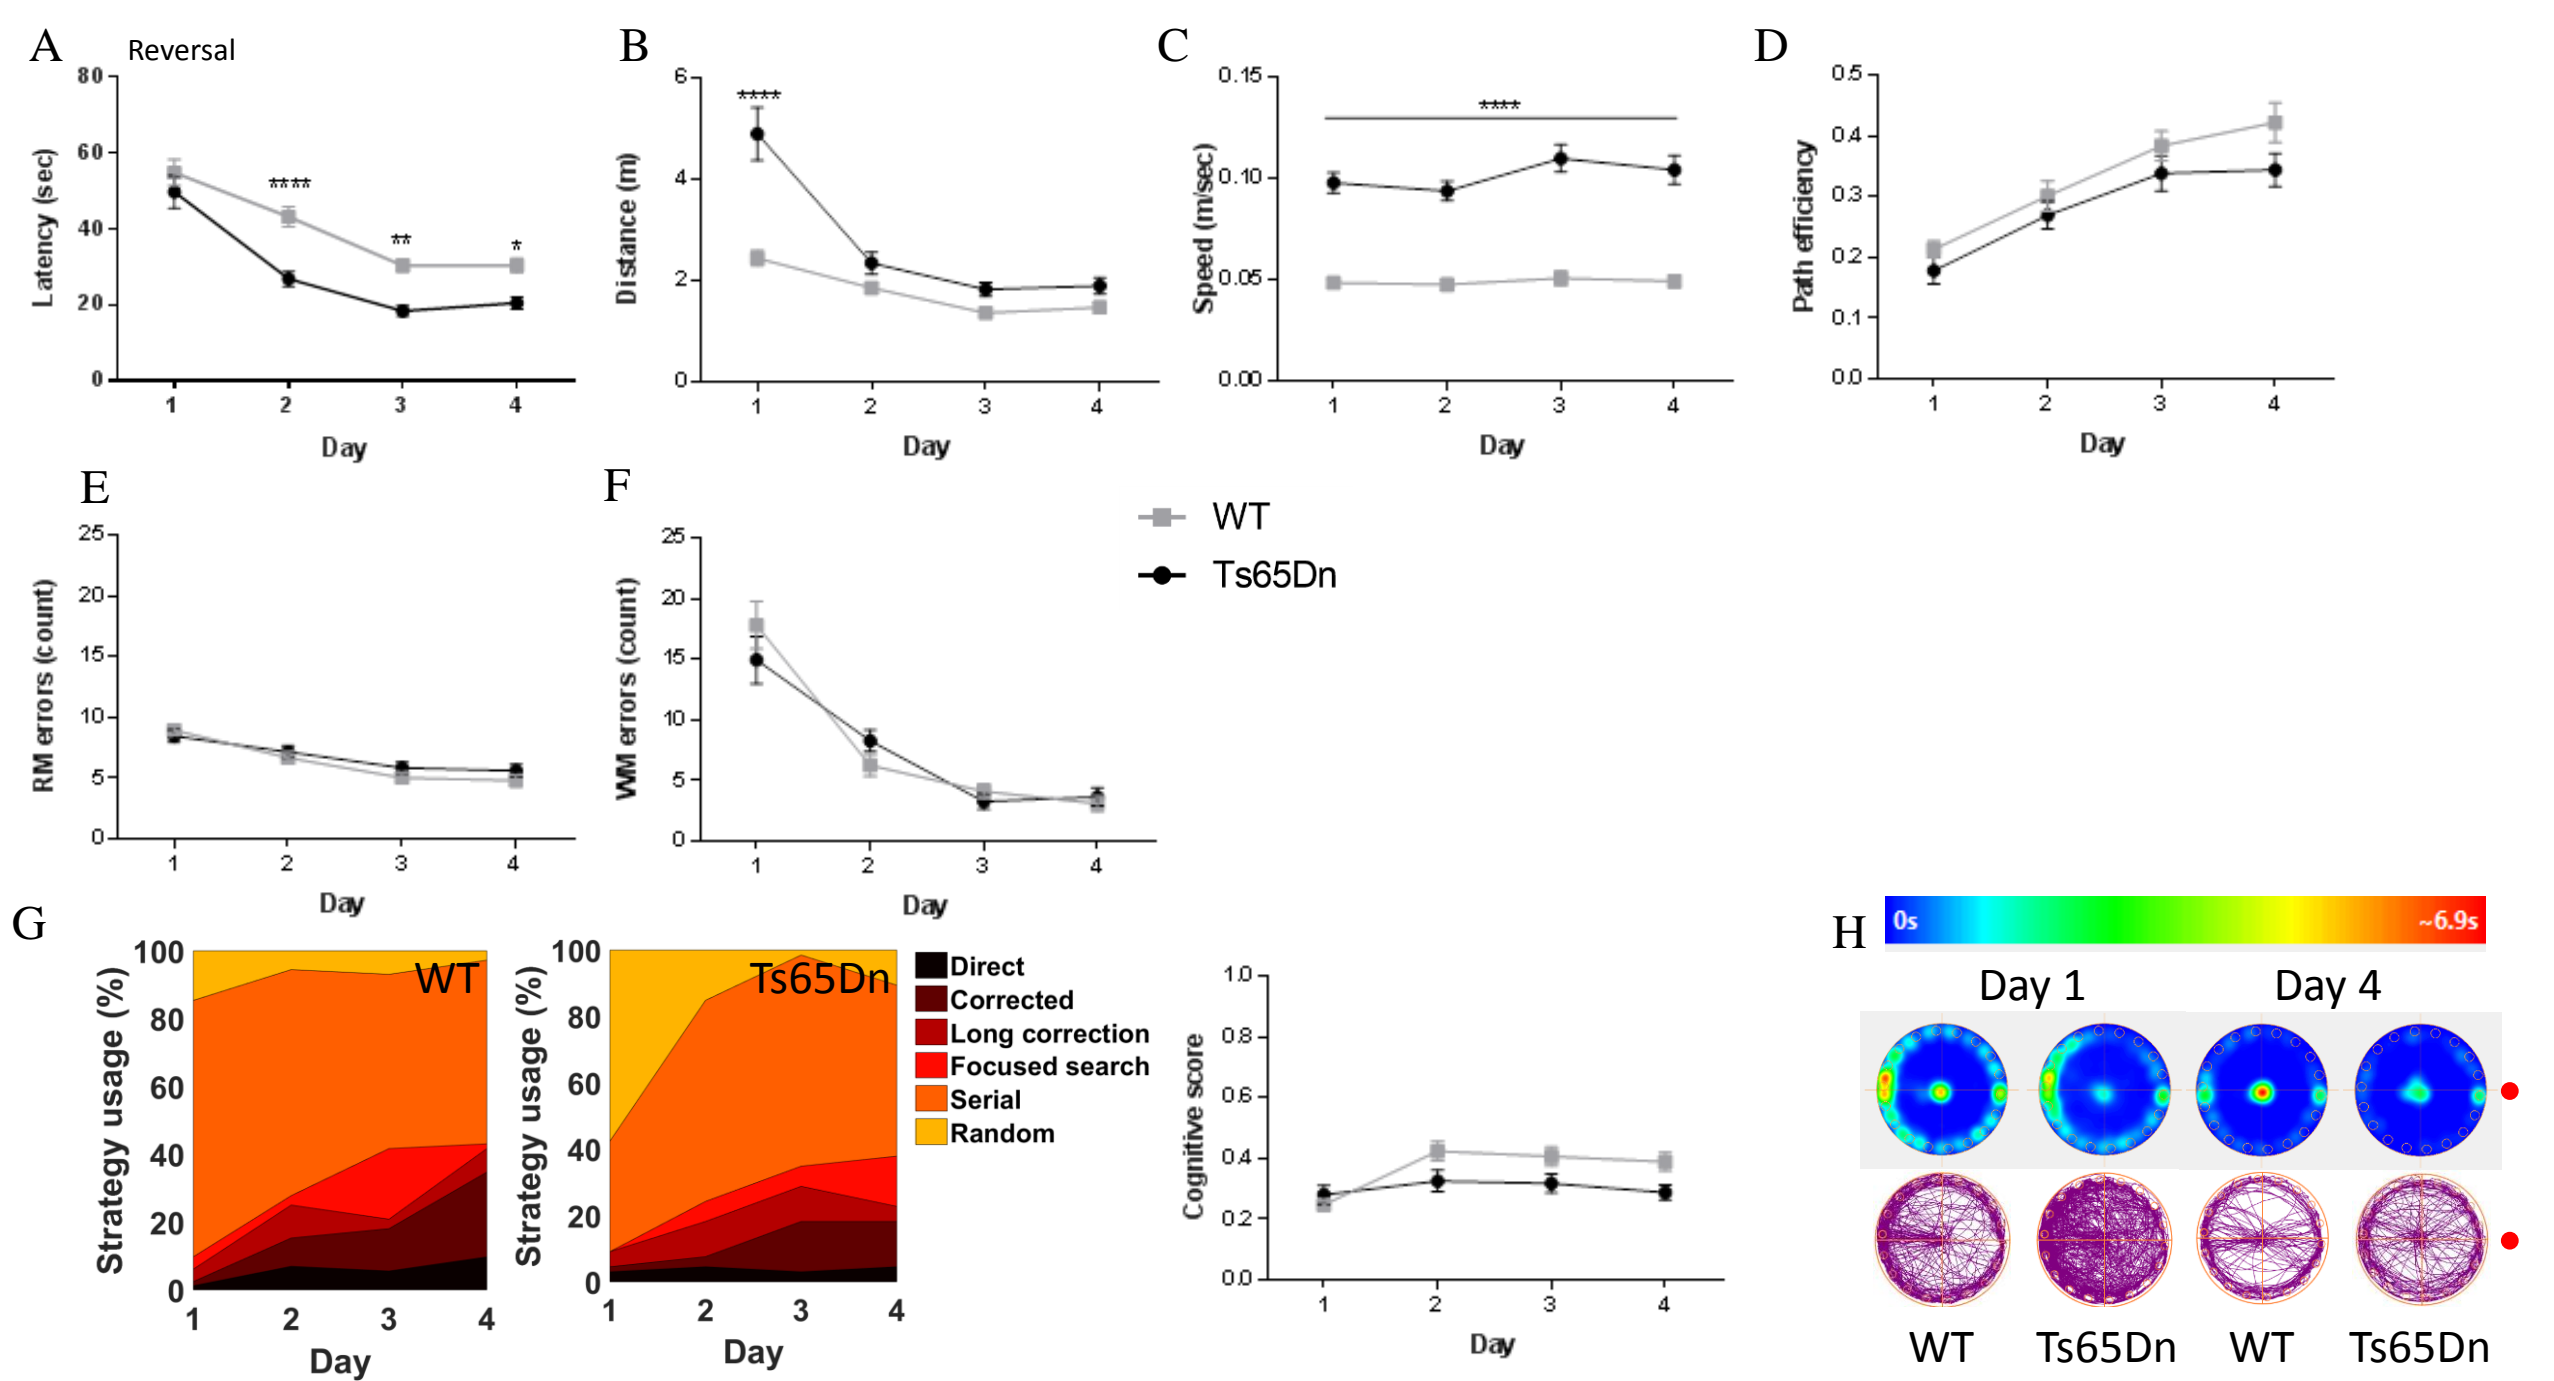 A
Reversal
80
60
40
20
0
Latency (sec)
****
**
*
1 2 3 4
Day
B
6
4
2
0
Distance (m)
****
1 2 3 4
Day
C
0.15
0.10
0.05
0.00
Speed (m/sec)
****
1 2 3 4
Day
D
0.5
0.4
0.3
0.2
0.1
0.0
Path efficiency
1 2 3 4
Day
E
25
20
15
10
5
0
RM errors (count)
1 2 3 4
Day
F
25
20
15
10
5
0
WM errors (count)
1 2 3 4
Day
WT
Ts65Dn
G
100
80
60
40
20
0
Strategy usage (%)
WT
1 2 3 4
Day
100
80
60
40
20
0
Strategy usage (%)
Ts65Dn
1 2 3 4
Day
Direct
Corrected
Long correction
Focused search
Serial
Random
1.0
0.8
0.6
0.4
0.2
0.0
Cognitive score
1 2 3 4
Day
H
0s ~6.9s
Day 1 Day 4
WT Ts65Dn WT Ts65Dn